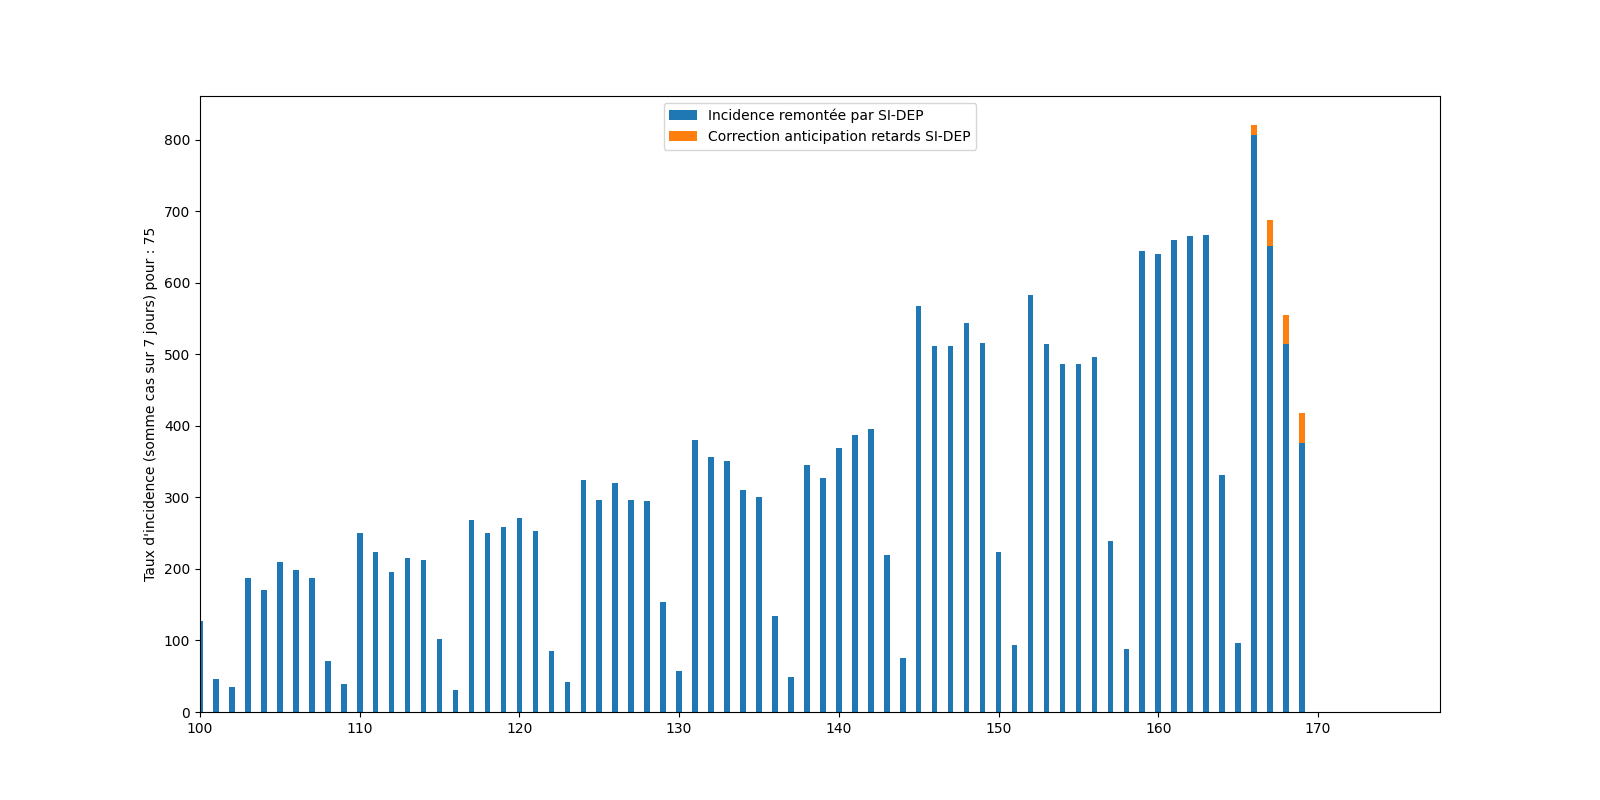 Incidence remontée par SI-DEP
Correction anticipation retards SI-DEP
Taux d'incidence (somme cas sur 7 jours) pour : 75
800
700
600
500
400
300
200
100
0
100 110 120 130 140 150 160 170